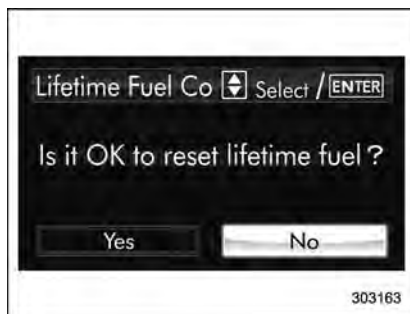 Lifetime Fuel Co Select / ENTER
Is it OK to reset lifetime fuel ?
Yes No
303163